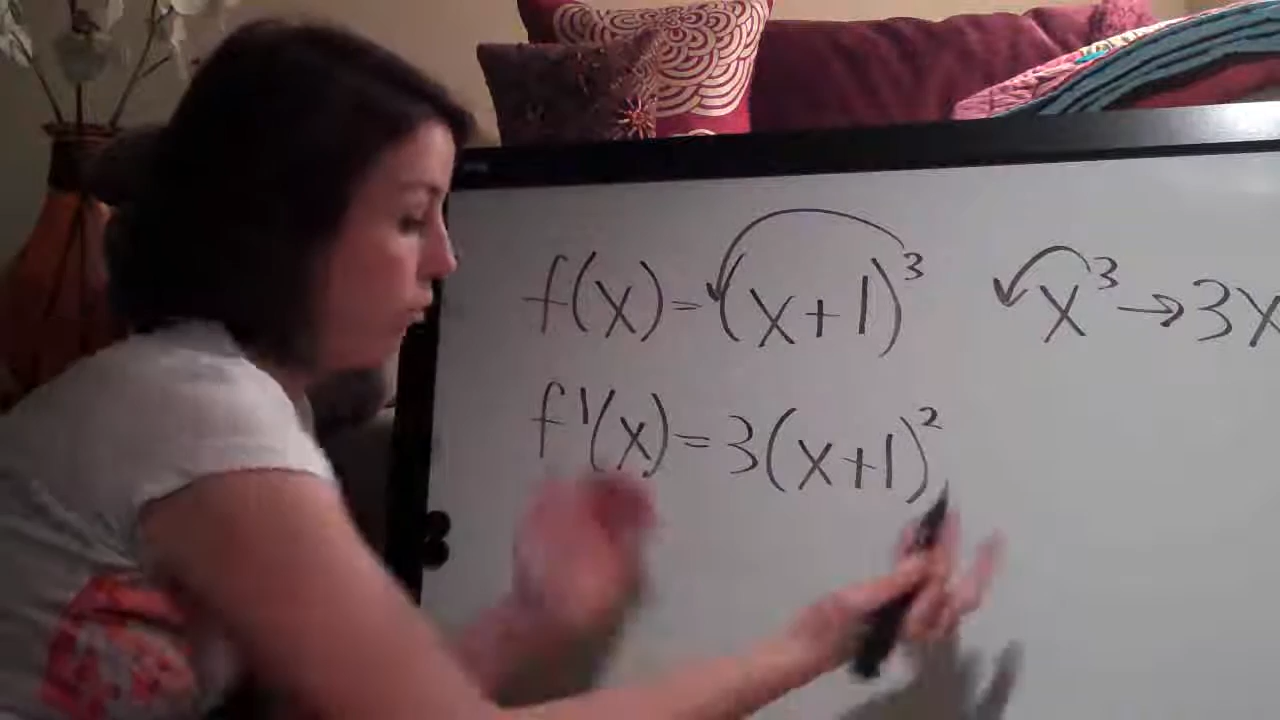 f(x)=(x+1)³ x³→3x
f'(x)=3(x+1)²